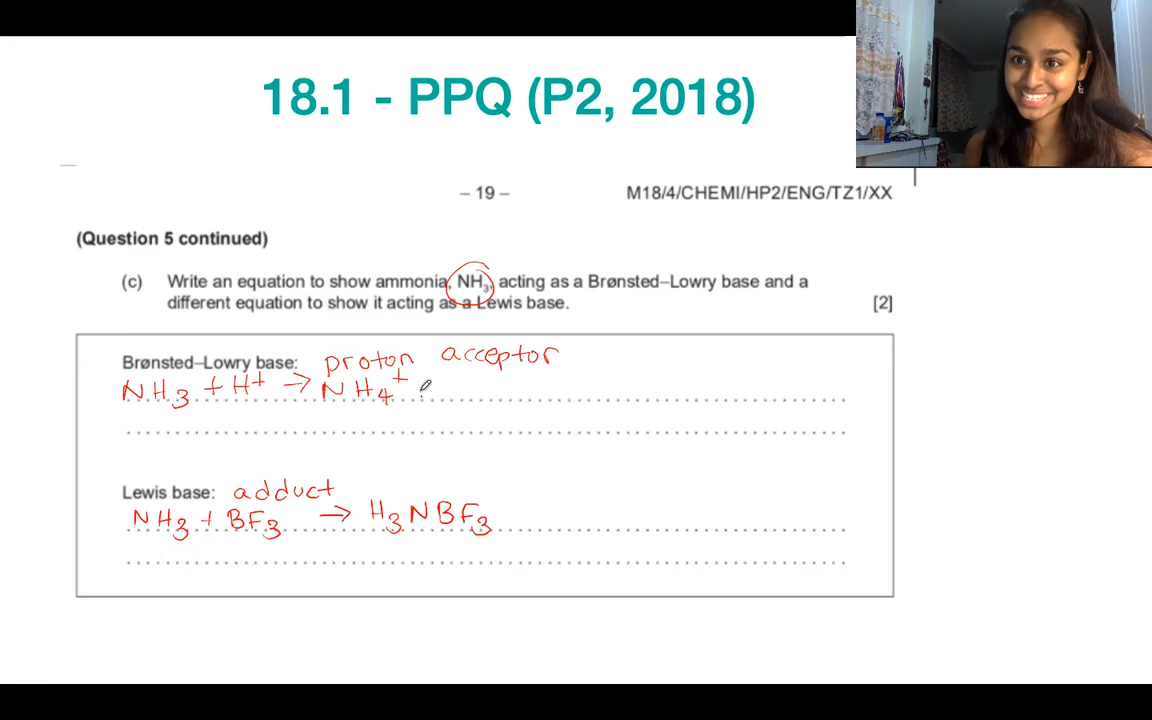 18.1 - PPQ (P2, 2018)
– 19 –
M18/4/CHEMI/HP2/ENG/TZ1/XX
(Question 5 continued)
(c) Write an equation to show ammonia, NH₃, acting as a Brønsted–Lowry base and a
different equation to show it acting as a Lewis base. [2]
Brønsted–Lowry base: proton acceptor
NH₃ + H⁺ → NH₄⁺
Lewis base: adduct
NH₃ + BF₃ → H₃NBF₃